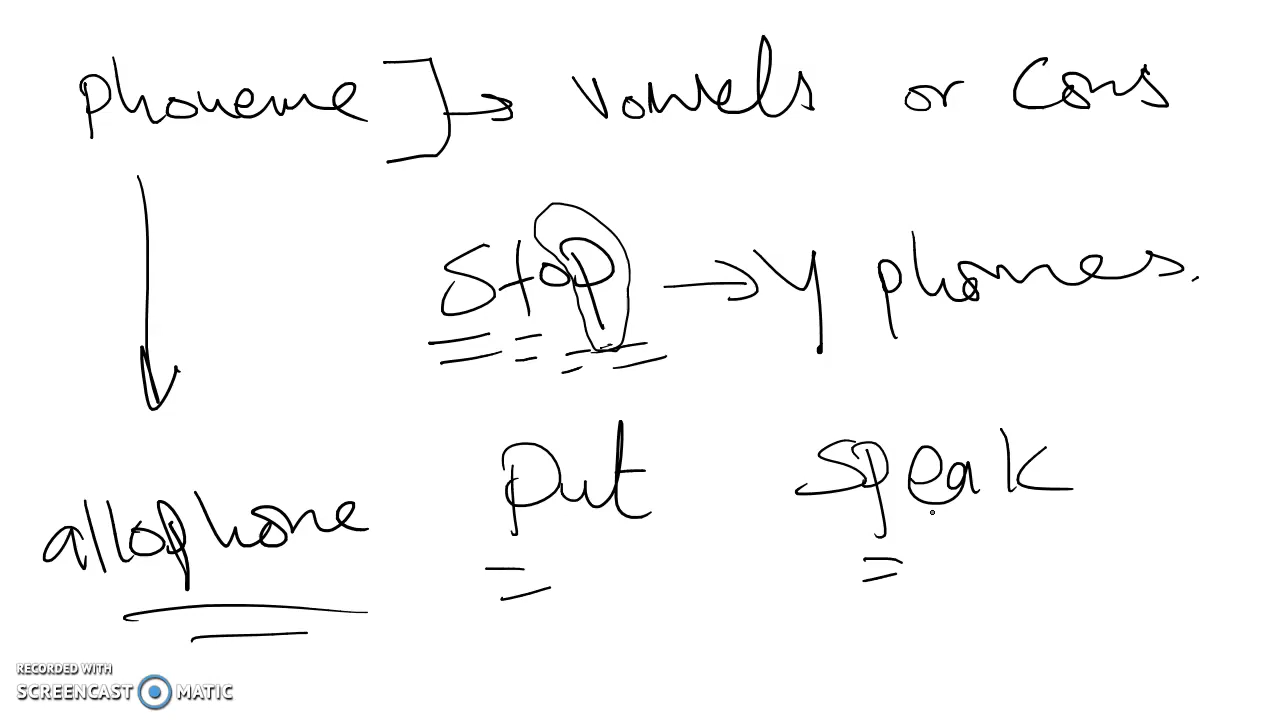 phoneme ] → vowels or Cons
stop → 4 phones.
put speak
allophone
RECORDED WITH
SCREENCAST MATIC